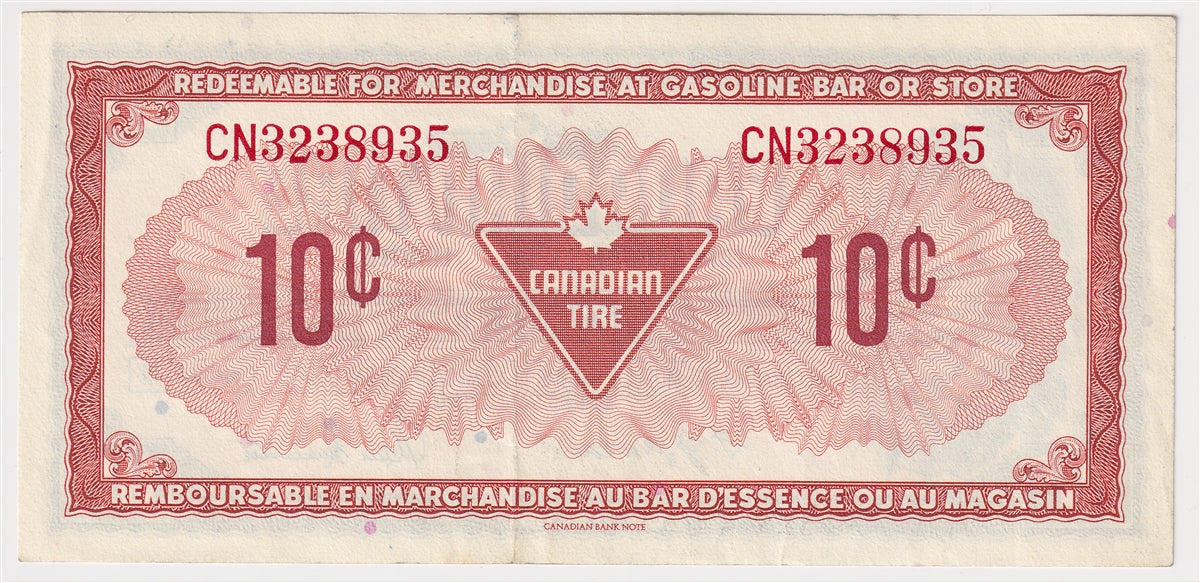 REDEEMABLE FOR MERCHANDISE AT GASOLINE BAR OR STORE
CN3238935 CN3238935
10¢ CANADIAN TIRE 10¢
REMBOURSABLE EN MARCHANDISE AU BAR D'ESSENCE OU AU MAGASIN
CANADIAN BANK NOTE